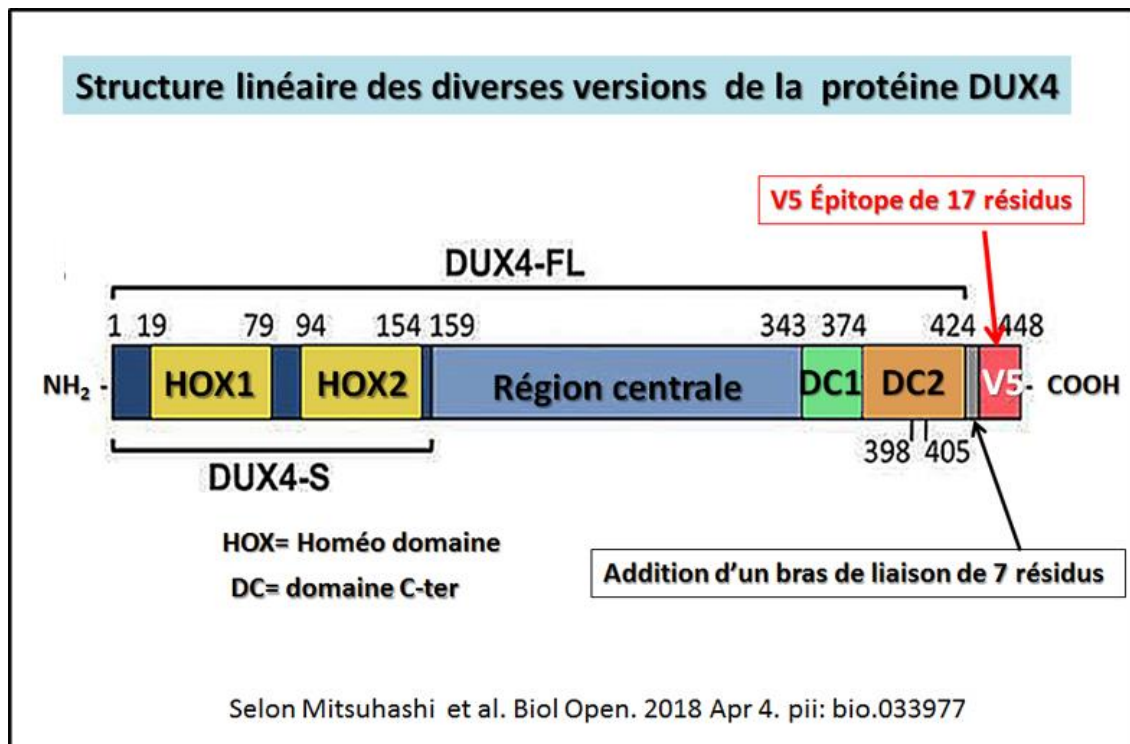 Structure linéaire des diverses versions de la protéine DUX4
V5 Épitope de 17 résidus
DUX4-FL
1 19 79 94 154 159 343 374 424 448
NH₂ - HOX1 HOX2 Région centrale DC1 DC2 V5 - COOH
398 405
DUX4-S
HOX= Homéo domaine
DC= domaine C-ter
Addition d'un bras de liaison de 7 résidus
Selon Mitsuhashi et al. Biol Open. 2018 Apr 4. pii: bio.033977